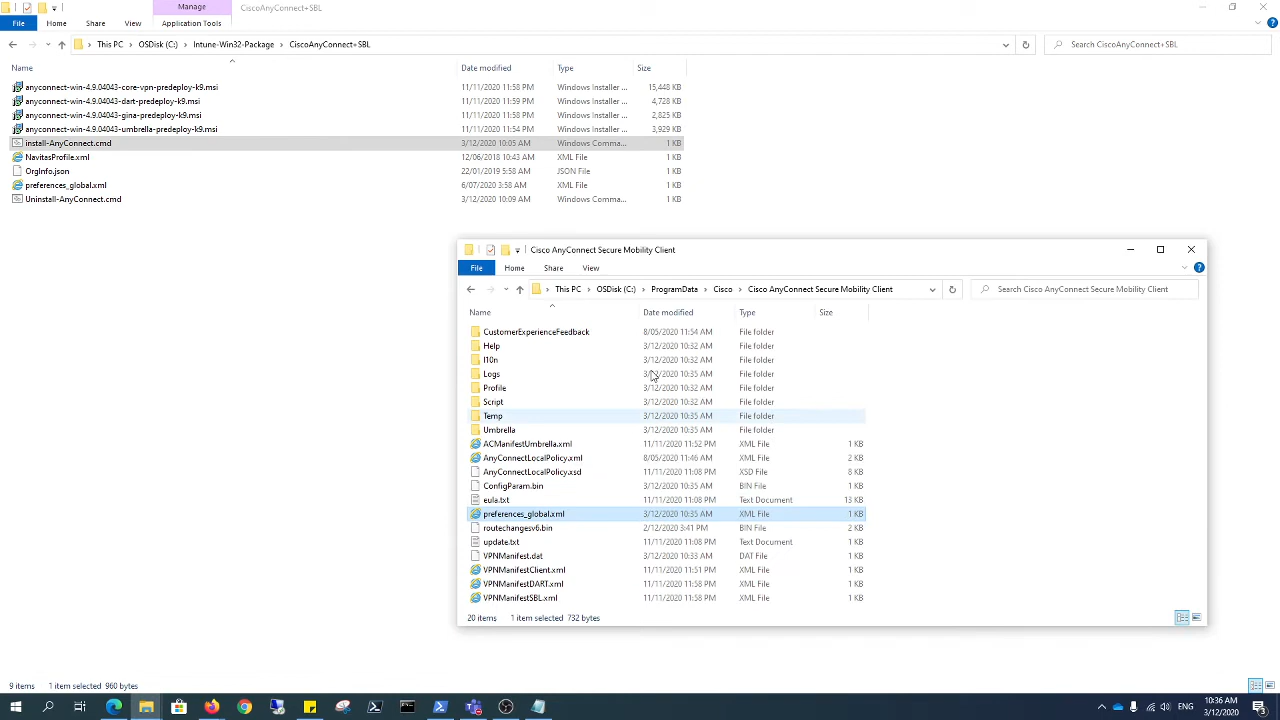 Manage CiscoAnyConnect+SBL
File Home Share View Application Tools
This PC OSDisk (C:) Intune-Win32-Package CiscoAnyConnect+SBL Search CiscoAnyConnect+SBL
Name Date modified Type Size
anyconnect-win-4.9.04043-core-vpn-predeploy-k9.msi 11/11/2020 11:58 PM Windows Installer ... 15,448 KB
anyconnect-win-4.9.04043-dart-predeploy-k9.msi 11/11/2020 11:59 PM Windows Installer ... 4,728 KB
anyconnect-win-4.9.04043-gina-predeploy-k9.msi 11/11/2020 11:58 PM Windows Installer ... 2,825 KB
anyconnect-win-4.9.04043-umbrella-predeploy-k9.msi 11/11/2020 11:54 PM Windows Installer ... 3,929 KB
install-AnyConnect.cmd 3/12/2020 10:05 AM Windows Comma... 1 KB
NavitasProfile.xml 12/06/2018 10:43 AM XML File 1 KB
OrgInfo.json 22/01/2019 5:58 AM JSON File 1 KB
preferences_global.xml 6/07/2020 3:58 AM XML File 1 KB
Uninstall-AnyConnect.cmd 3/12/2020 10:09 AM Windows Comma... 1 KB
Cisco AnyConnect Secure Mobility Client
File Home Share View
This PC OSDisk (C:) ProgramData Cisco Cisco AnyConnect Secure Mobility Client Search Cisco AnyConnect Secure Mobility Client
Name Date modified Type Size
CustomerExperienceFeedback 8/05/2020 11:54 AM File folder
Help 3/12/2020 10:32 AM File folder
l10n 3/12/2020 10:32 AM File folder
Logs 3/12/2020 10:35 AM File folder
Profile 3/12/2020 10:32 AM File folder
Script 3/12/2020 10:32 AM File folder
Temp 3/12/2020 10:35 AM File folder
Umbrella 3/12/2020 10:35 AM File folder
ACManifestUmbrella.xml 11/11/2020 11:52 PM XML File 1 KB
AnyConnectLocalPolicy.xml 8/05/2020 11:46 AM XML File 2 KB
AnyConnectLocalPolicy.xsd 11/11/2020 11:08 PM XSD File 8 KB
ConfigParam.bin 3/12/2020 10:35 AM BIN File 1 KB
eula.txt 11/11/2020 11:08 PM Text Document 13 KB
preferences_global.xml 3/12/2020 10:35 AM XML File 1 KB
routechangesv6.bin 2/12/2020 3:41 PM BIN File 2 KB
update.txt 11/11/2020 11:08 PM Text Document 1 KB
VPNManifest.dat 3/12/2020 10:33 AM DAT File 1 KB
VPNManifestClient.xml 11/11/2020 11:51 PM XML File 1 KB
VPNManifestDART.xml 11/11/2020 11:58 PM XML File 1 KB
VPNManifestSBL.xml 11/11/2020 11:58 PM XML File 1 KB
20 items 1 item selected 732 bytes
9 items 1 item selected 960 bytes
ENG 10:36 AM
3/12/2020